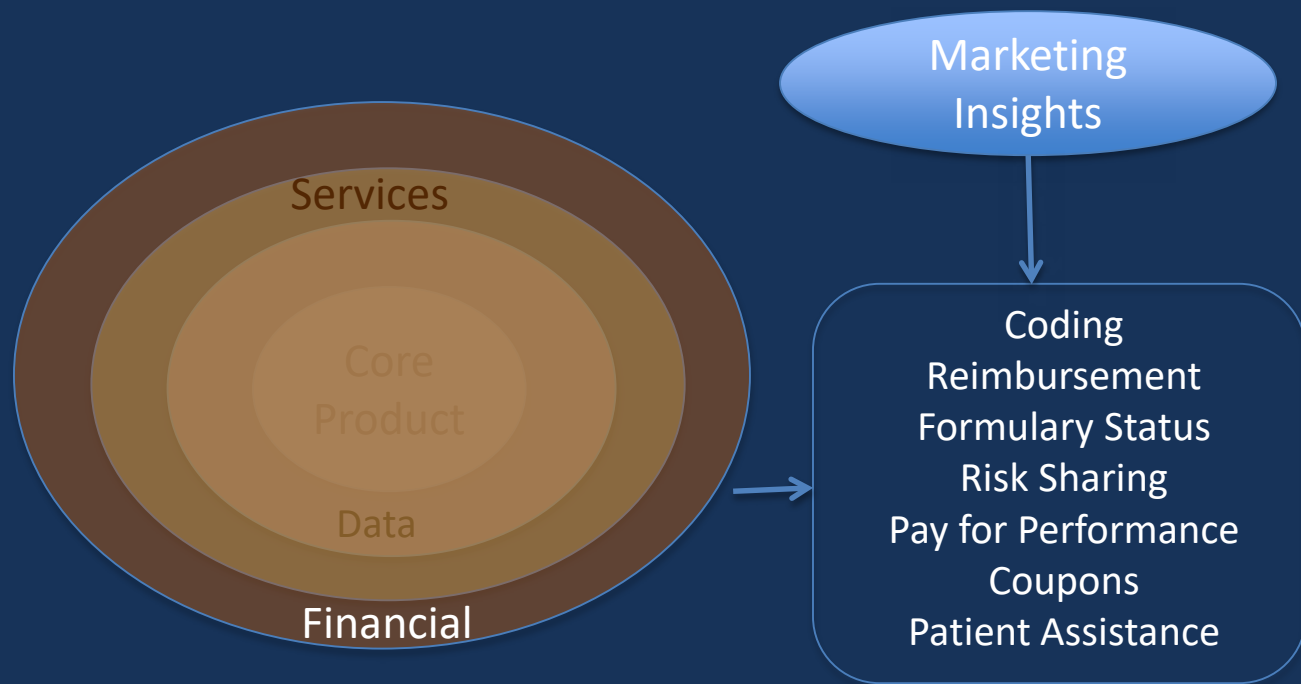 Marketing
Insights
Services
Core
Product
Data
Financial
Coding
Reimbursement
Formulary Status
Risk Sharing
Pay for Performance
Coupons
Patient Assistance